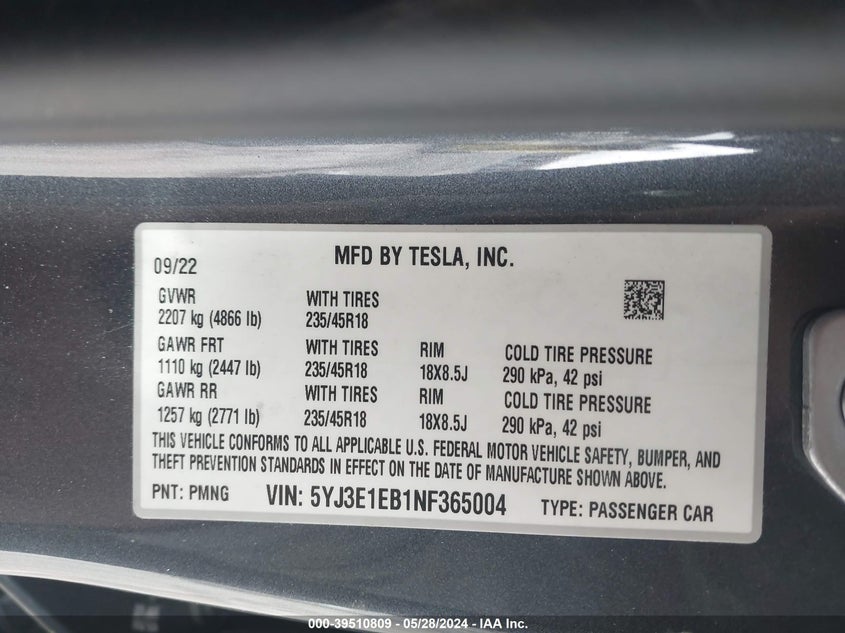 MFD BY TESLA, INC.
09/22
GVWR WITH TIRES
2207 kg (4866 lb) 235/45R18
GAWR FRT WITH TIRES RIM COLD TIRE PRESSURE
1110 kg (2447 lb) 235/45R18 18X8.5J 290 kPa, 42 psi
GAWR RR WITH TIRES RIM COLD TIRE PRESSURE
1257 kg (2771 lb) 235/45R18 18X8.5J 290 kPa, 42 psi
THIS VEHICLE CONFORMS TO ALL APPLICABLE U.S. FEDERAL MOTOR VEHICLE SAFETY, BUMPER, AND
THEFT PREVENTION STANDARDS IN EFFECT ON THE DATE OF MANUFACTURE SHOWN ABOVE.
PNT: PMNG VIN: 5YJ3E1EB1NF365004 TYPE: PASSENGER CAR
000-39510809 - 05/28/2024 - IAA Inc.